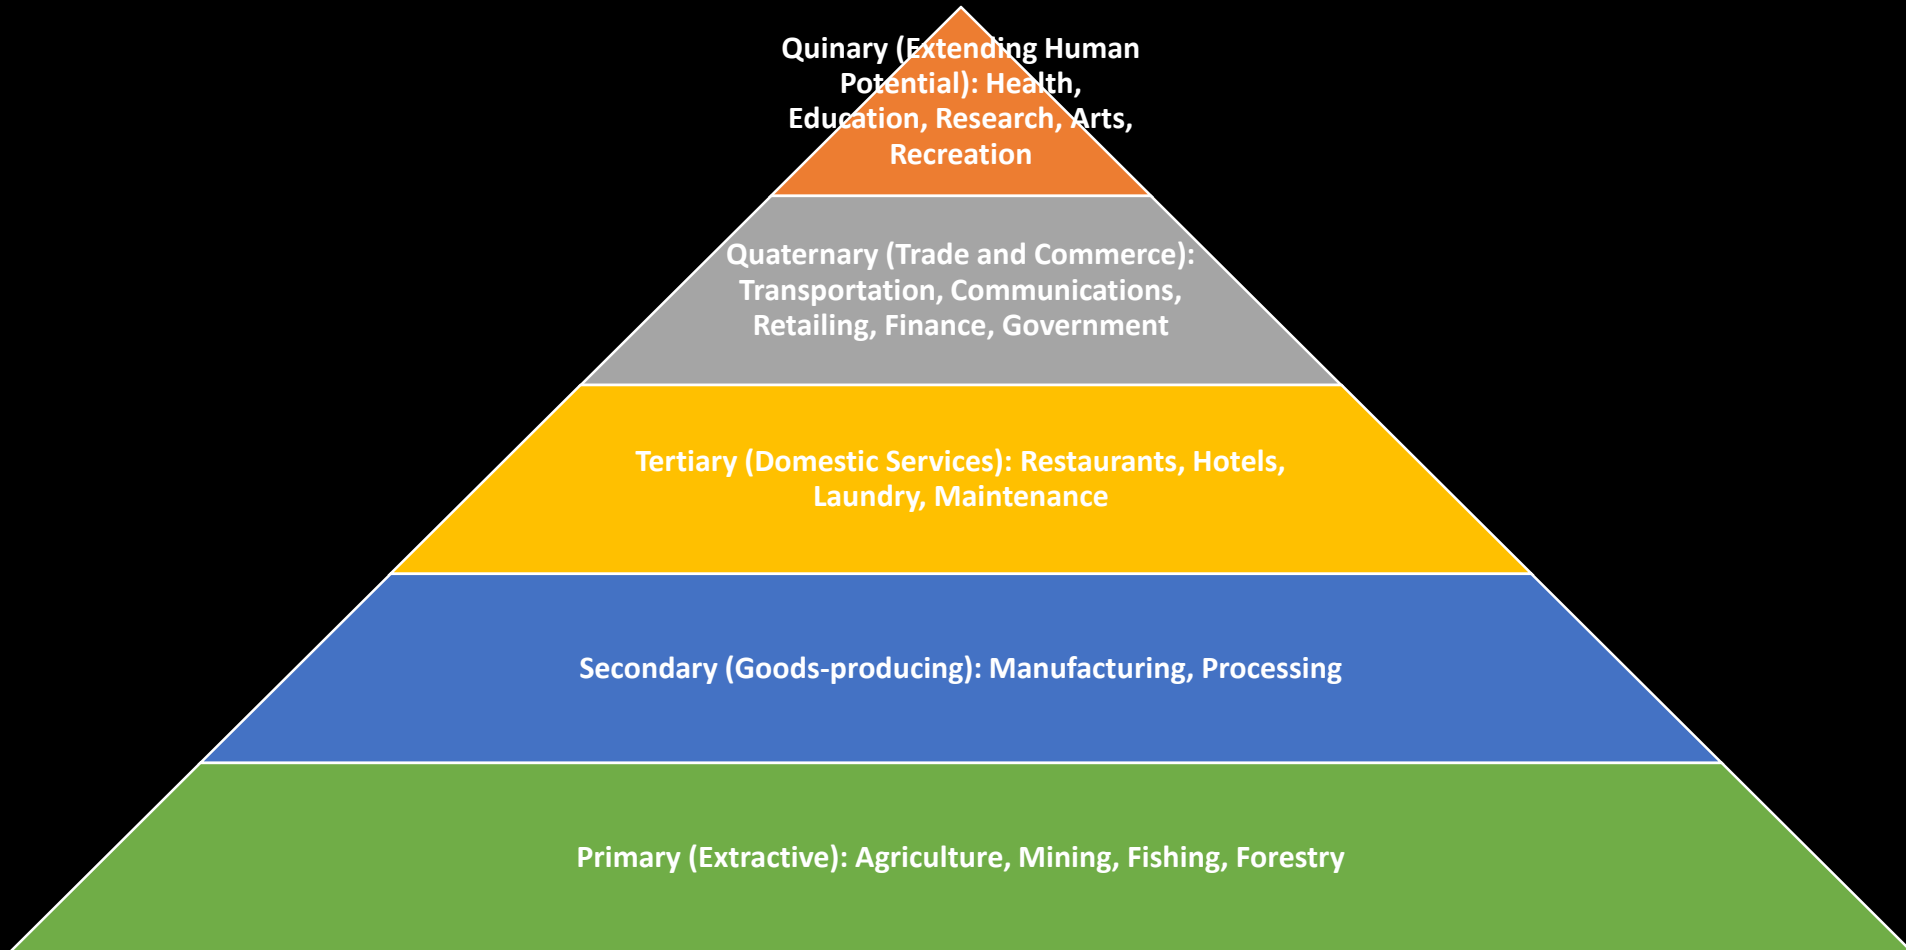 Quinary (Extending Human
Potential): Health,
Education, Research, Arts,
Recreation
Quaternary (Trade and Commerce):
Transportation, Communications,
Retailing, Finance, Government
Tertiary (Domestic Services): Restaurants, Hotels,
Laundry, Maintenance
Secondary (Goods-producing): Manufacturing, Processing
Primary (Extractive): Agriculture, Mining, Fishing, Forestry